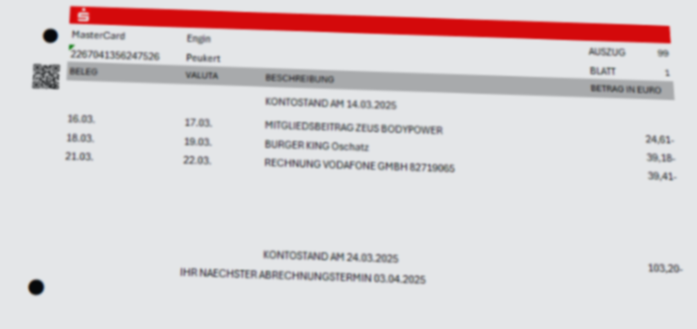 MasterCard Engin AUSZUG 99
2267041356247526 Peukert BLATT 1
BELEG VALUTA BESCHREIBUNG BETRAG IN EURO
KONTOSTAND AM 14.03.2025
16.03. 17.03. MITGLIEDSBEITRAG ZEUS BODYPOWER 24,61-
18.03. 19.03. BURGER KING Oschatz 39,18-
21.03. 22.03. RECHNUNG VODAFONE GMBH 82719065 39,41-
KONTOSTAND AM 24.03.2025 103,20-
IHR NAECHSTER ABRECHNUNGSTERMIN 03.04.2025